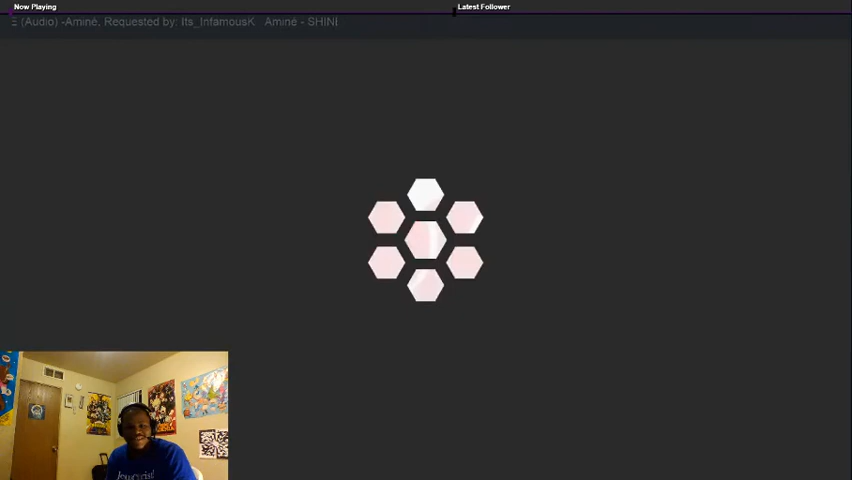 Now Playing
Latest Follower
E (Audio) -Aminé, Requested by: Its_InfamousK   Aminé - SHINE